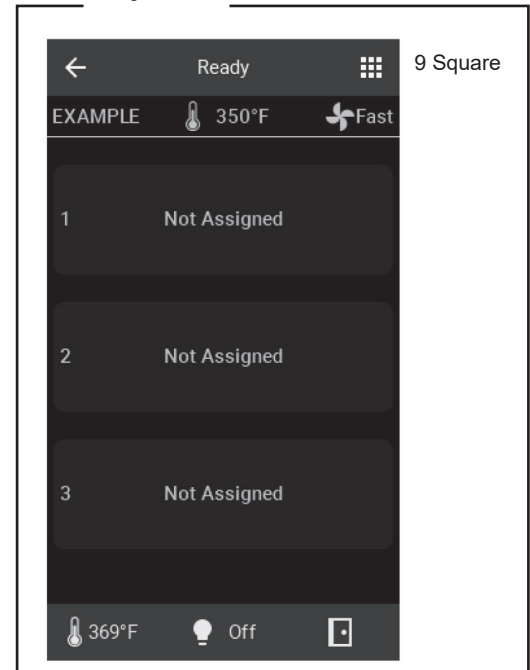 Ready
9 Square
EXAMPLE 350°F Fast
1 Not Assigned
2 Not Assigned
3 Not Assigned
369°F Off